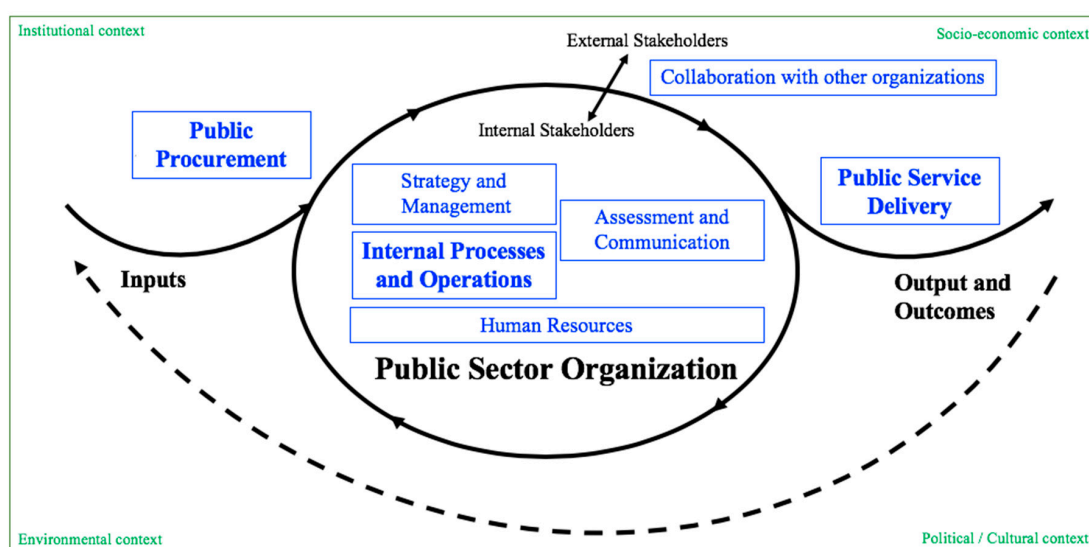 Institutional context
Socio-economic context
External Stakeholders
Collaboration with other organizations
Public
Procurement
Internal Stakeholders
Strategy and
Management
Assessment and
Communication
Public Service
Delivery
Internal Processes
and Operations
Inputs
Output and
Outcomes
Human Resources
Public Sector Organization
Environmental context
Political / Cultural context